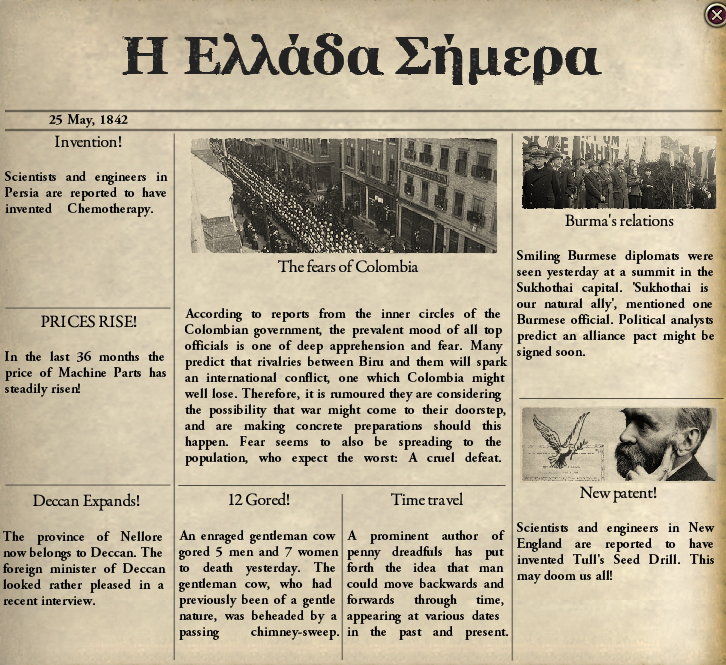 Η Ελλάδα Σήμερα
25 May, 1842
Invention!
Scientists and engineers in
Persia are reported to have
invented Chemotherapy.
PRICES RISE!
In the last 36 months the
price of Machine Parts has
steadily risen!
Deccan Expands!
The province of Nellore
now belongs to Deccan. The
foreign minister of Deccan
looked rather pleased in a
recent interview.
The fears of Colombia
According to reports from the inner circles of the
Colombian government, the prevalent mood of all top
officials is one of deep apprehension and fear. Many
predict that rivalries between Biru and them will spark
an international conflict, one which Colombia might
well lose. Therefore, it is rumoured they are considering
the possibility that war might come to their doorstep,
and are making concrete preparations should this
happen. Fear seems to also be spreading to the
population, who expect the worst: A cruel defeat.
12 Gored!
An enraged gentleman cow
gored 5 men and 7 women
to death yesterday. The
gentleman cow, who had
previously been of a gentle
nature, was beheaded by a
passing chimney-sweep.
Time travel
A prominent author of
penny dreadfuls has put
forth the idea that man
could move backwards and
forwards through time,
appearing at various dates
in the past and present.
Burma's relations
Smiling Burmese diplomats were
seen yesterday at a summit in the
Sukhothai capital. 'Sukhothai is
our natural ally', mentioned one
Burmese official. Political analysts
predict an alliance pact might be
signed soon.
New patent!
Scientists and engineers in New
England are reported to have
invented Tull's Seed Drill. This
may doom us all!